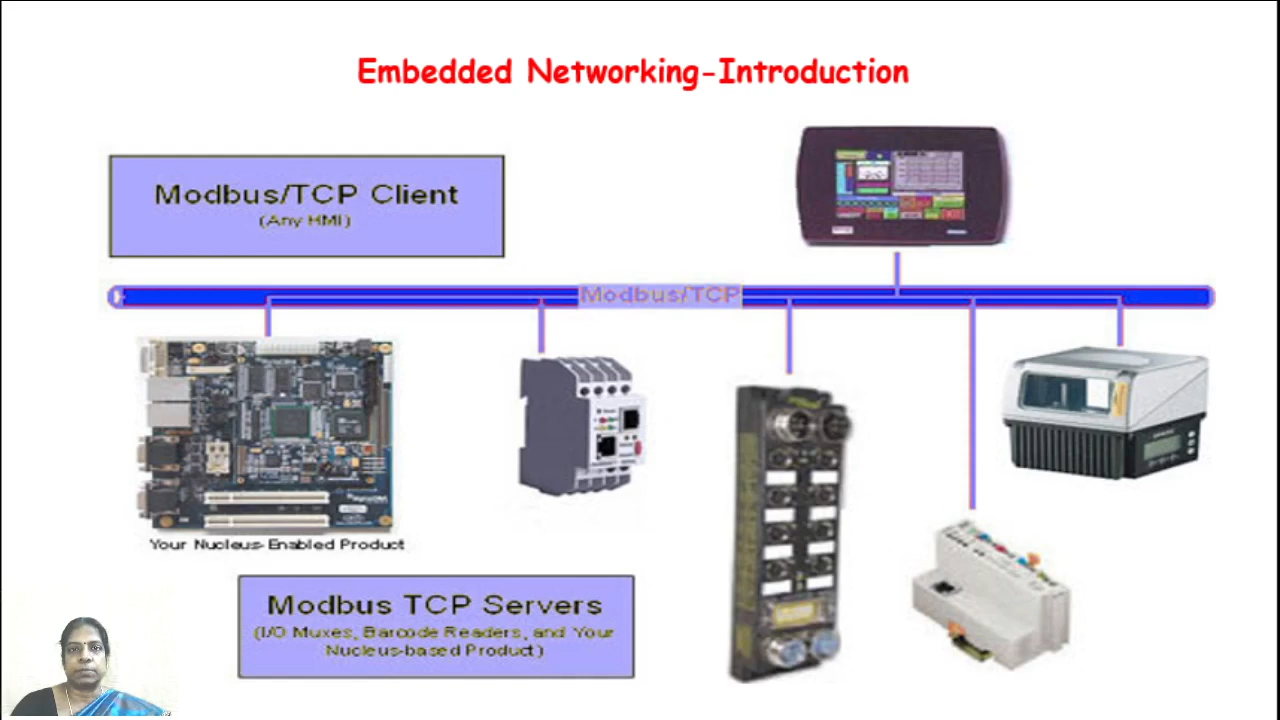 Embedded Networking-Introduction
Modbus/TCP Client
(Any HMI)
Modbus/TCP
Your Nucleus-Enabled Product
Modbus TCP Servers
(I/O Muxes, Barcode Readers, and Your
Nucleus-based Product)